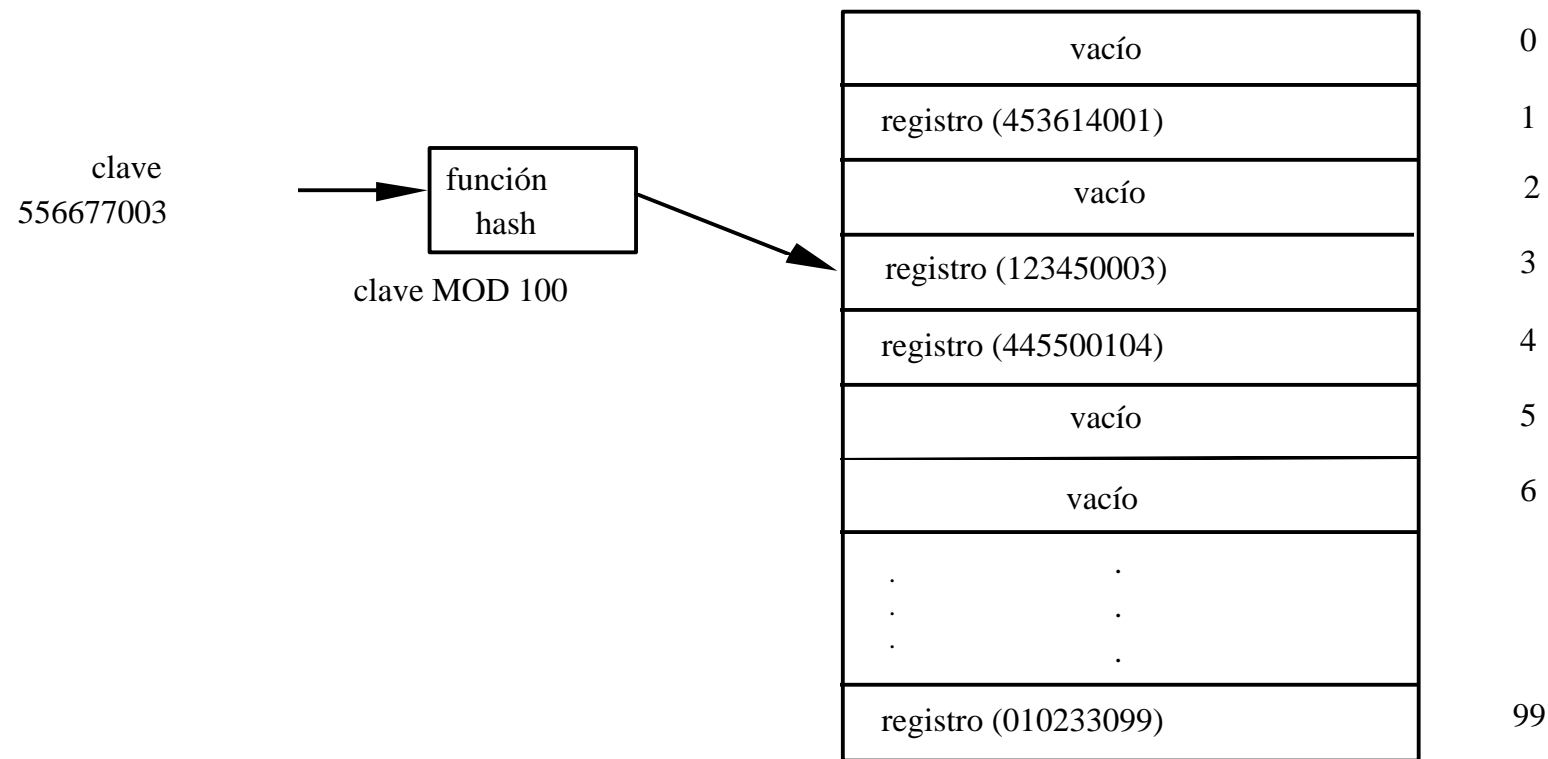 vacío 0
registro (453614001) 1
clave
556677003
función
hash
clave MOD 100
vacío 2
registro (123450003) 3
registro (445500104) 4
vacío 5
vacío 6
. .
. .
. .
registro (010233099) 99